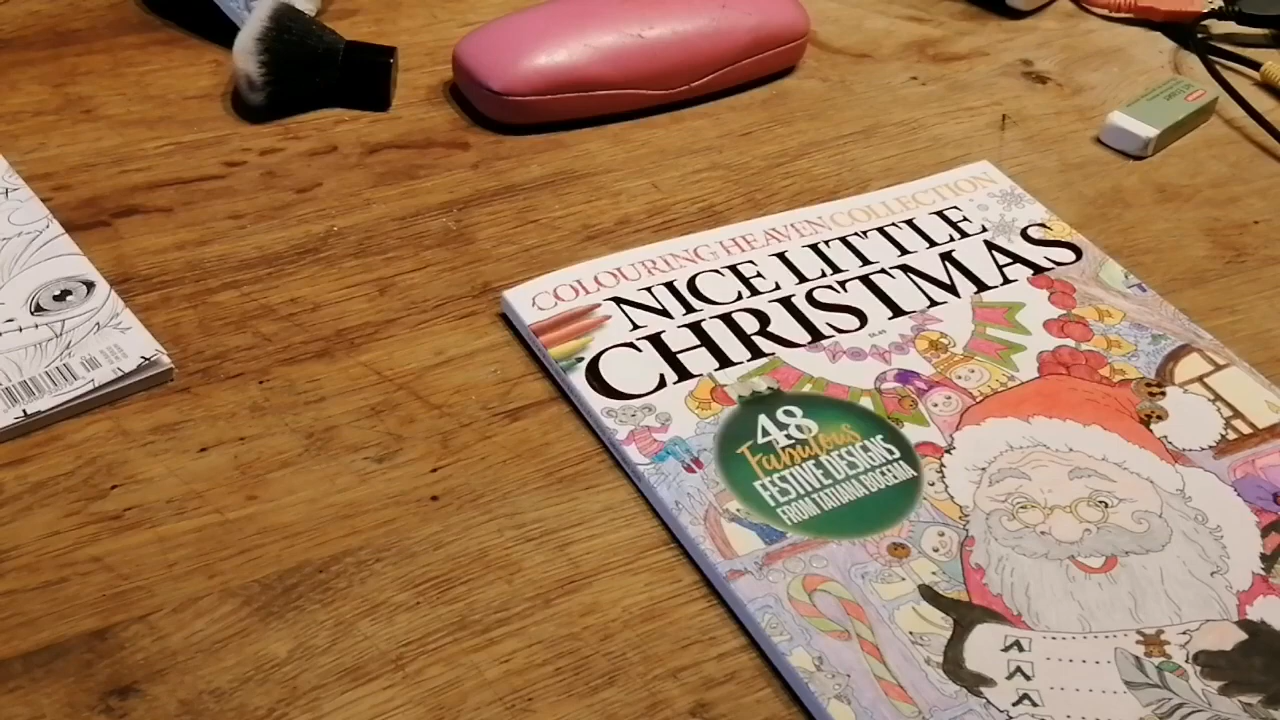 COLOURING HEAVEN COLLECTION
NICE LITTLE
CHRISTMAS
48
Fabulous
FESTIVE DESIGNS
FROM TATIANA BOGEMA